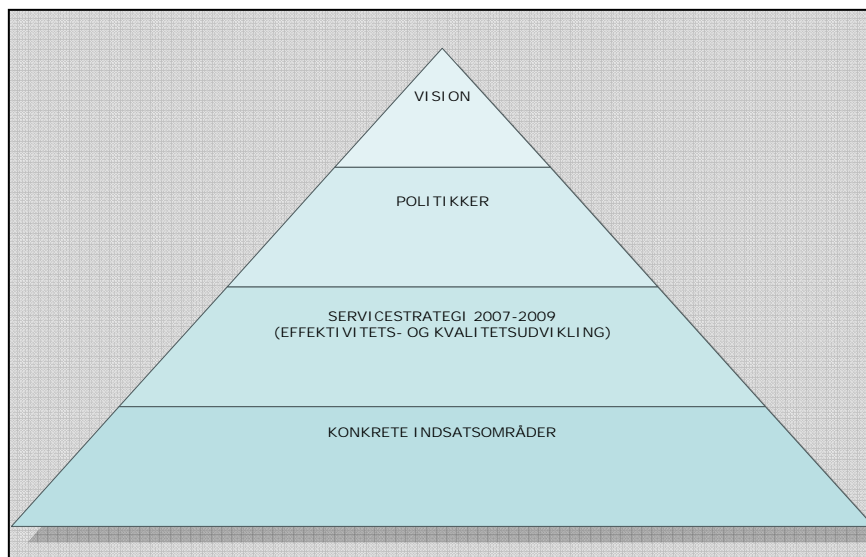 VISION
POLITIKKER
SERVICESTRATEGI 2007-2009
(EFFEKTIVITETS- OG KVALITETSUDVIKLING)
KONKRETE INDSATSOMRÅDER